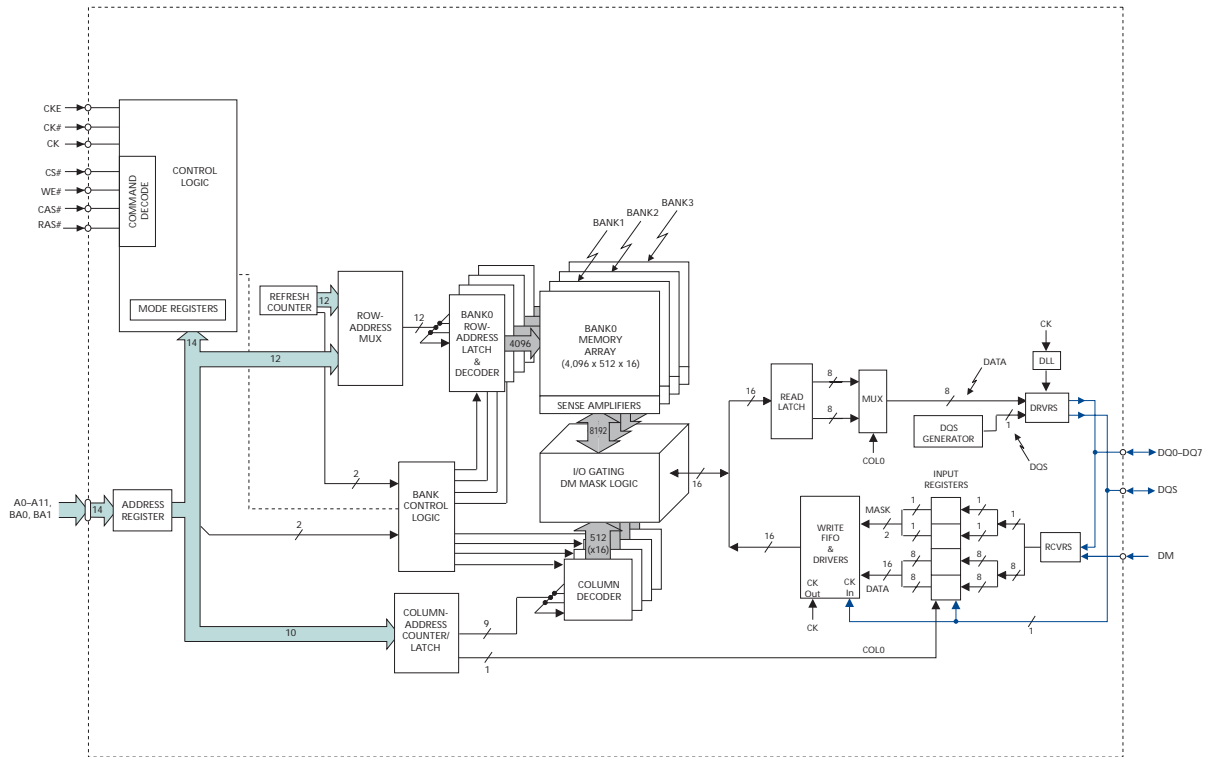 CKE
CK#
CK
CS#
WE#
CAS#
RAS#
COMMAND
DECODE
CONTROL
LOGIC
MODE REGISTERS
14
12
REFRESH
COUNTER
12
ROW-
ADDRESS
MUX
12
BANK0
ROW-
ADDRESS
LATCH
&
DECODER
4096
BANK1
BANK2
BANK3
BANK0
MEMORY
ARRAY
(4,096 x 512 x 16)
SENSE AMPLIFIERS
8192
I/O GATING
DM MASK LOGIC
16
512
(x16)
COLUMN
DECODER
A0–A11,
BA0, BA1
14
ADDRESS
REGISTER
2
2
BANK
CONTROL
LOGIC
10
COLUMN-
ADDRESS
COUNTER/
LATCH
9
1
COL0
16
READ
LATCH
8
8
MUX
COL0
8
DATA
DQS
GENERATOR
1
DQS
CK
DLL
DRVRS
DQ0–DQ7
DQS
DM
16
WRITE
FIFO
&
DRIVERS
CK
Out
CK
In
CK
MASK
2
16
DATA
INPUT
REGISTERS
1
1
8
8
1
1
8
8
1
8
RCVRS
1